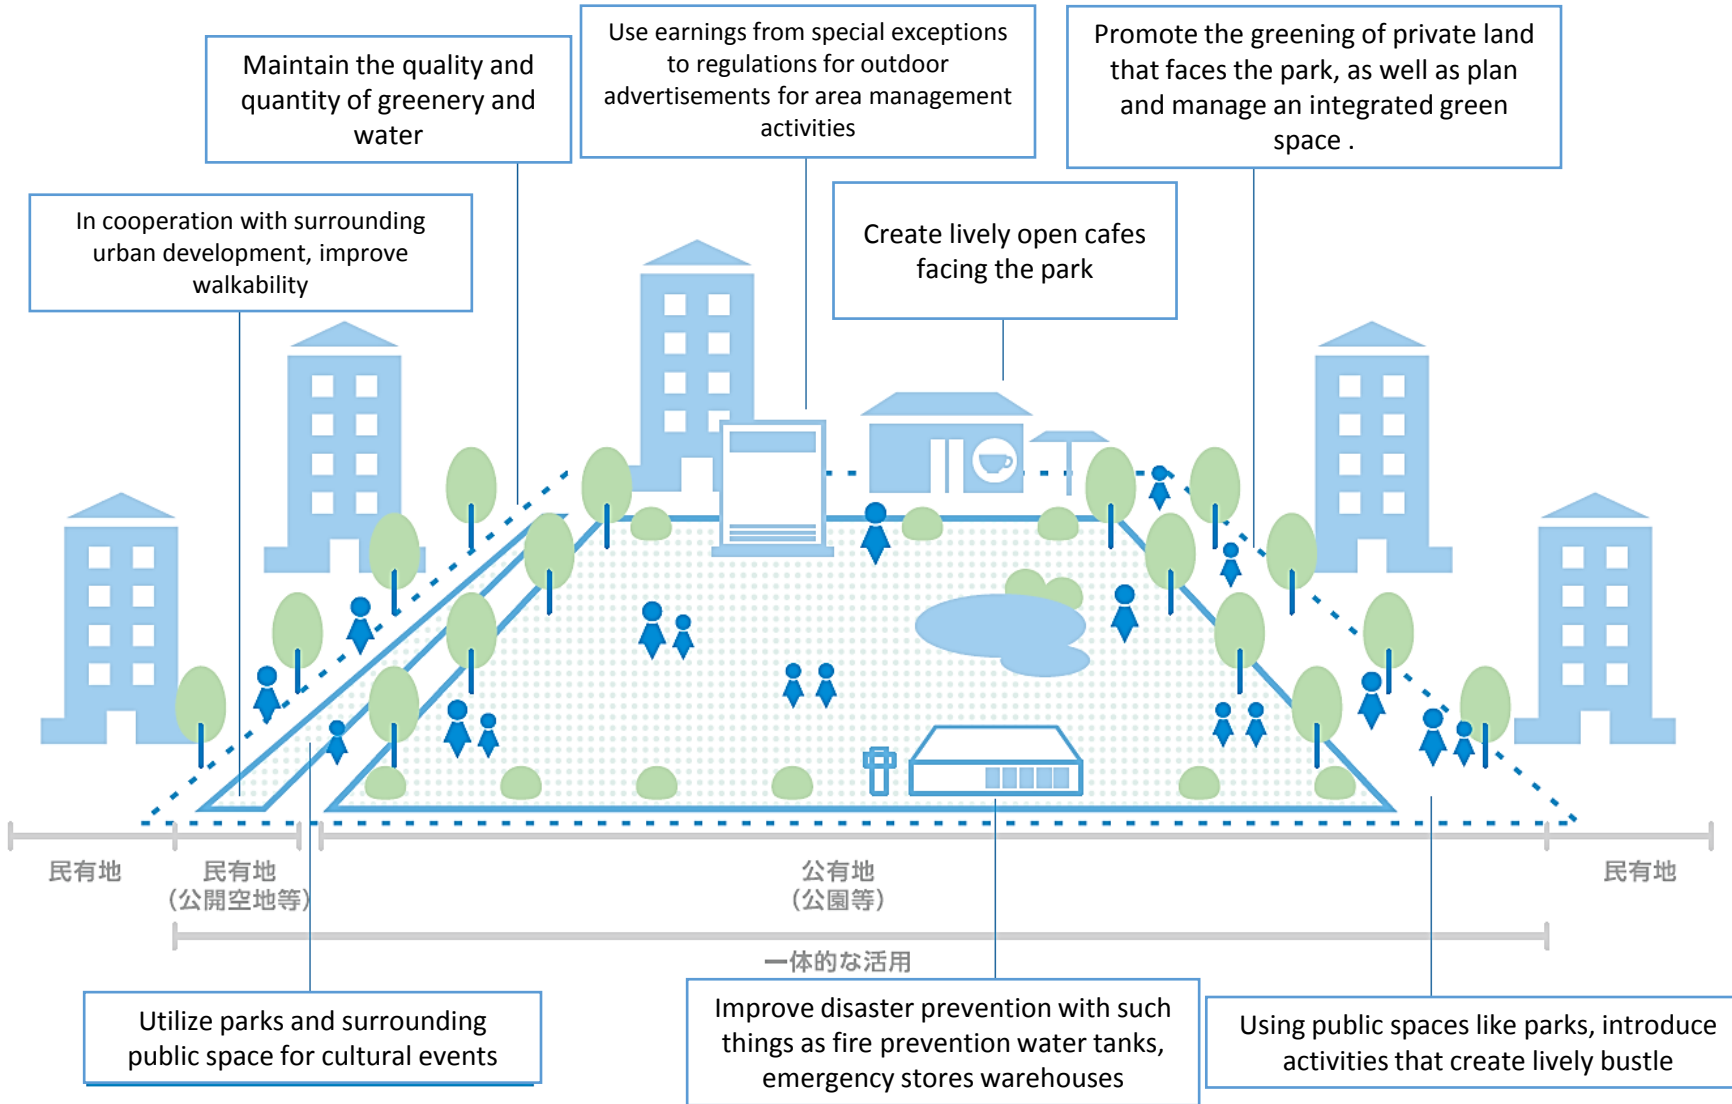 Maintain the quality and
quantity of greenery and
water
Use earnings from special exceptions
to regulations for outdoor
advertisements for area management
activities
Promote the greening of private land
that faces the park, as well as plan
and manage an integrated green
space .
In cooperation with surrounding
urban development, improve
walkability
Create lively open cafes
facing the park
民有地
民有地
(公開空地等)
公有地
(公園等)
民有地
一体的な活用
Utilize parks and surrounding
public space for cultural events
Improve disaster prevention with such
things as fire prevention water tanks,
emergency stores warehouses
Using public spaces like parks, introduce
activities that create lively bustle